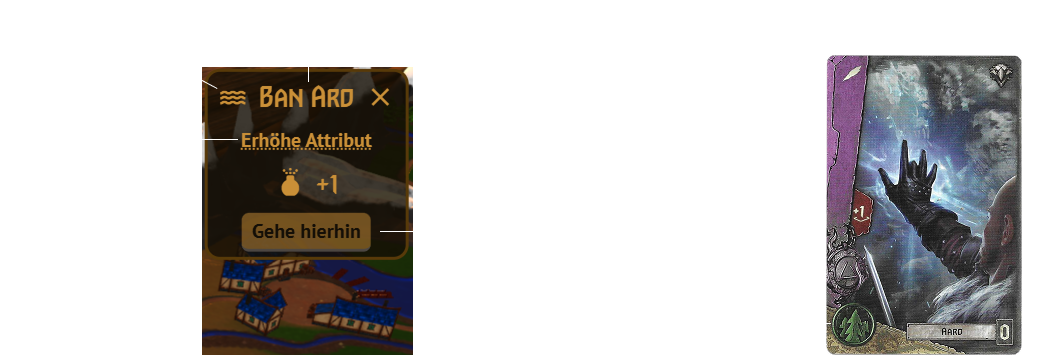 Ban Ard
Erhöhe Attribut
+1
Gehe hierhin
+1
Aard
0